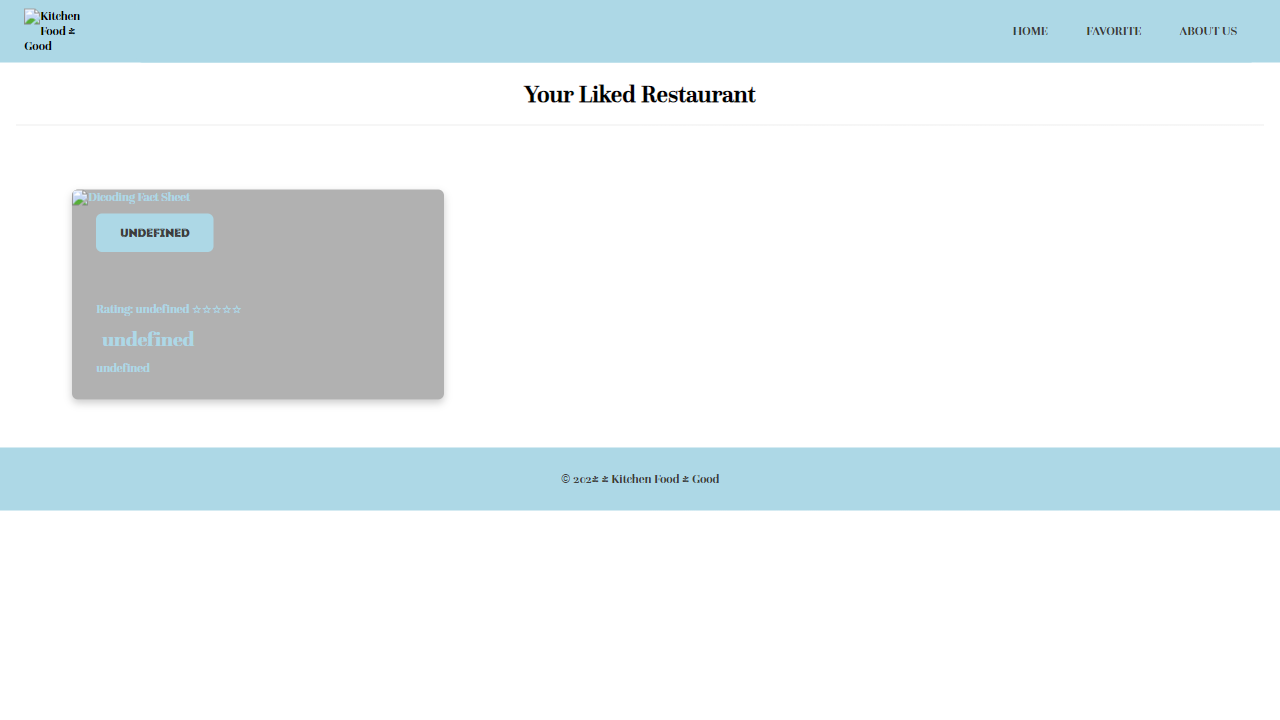 Kitchen
Food &
Good
HOME
FAVORITE
ABOUT US
Your Liked Restaurant
Dicoding Fact Sheet
UNDEFINED
Rating: undefined ☆☆☆☆☆
undefined
undefined
© 202& & Kitchen Food & Good